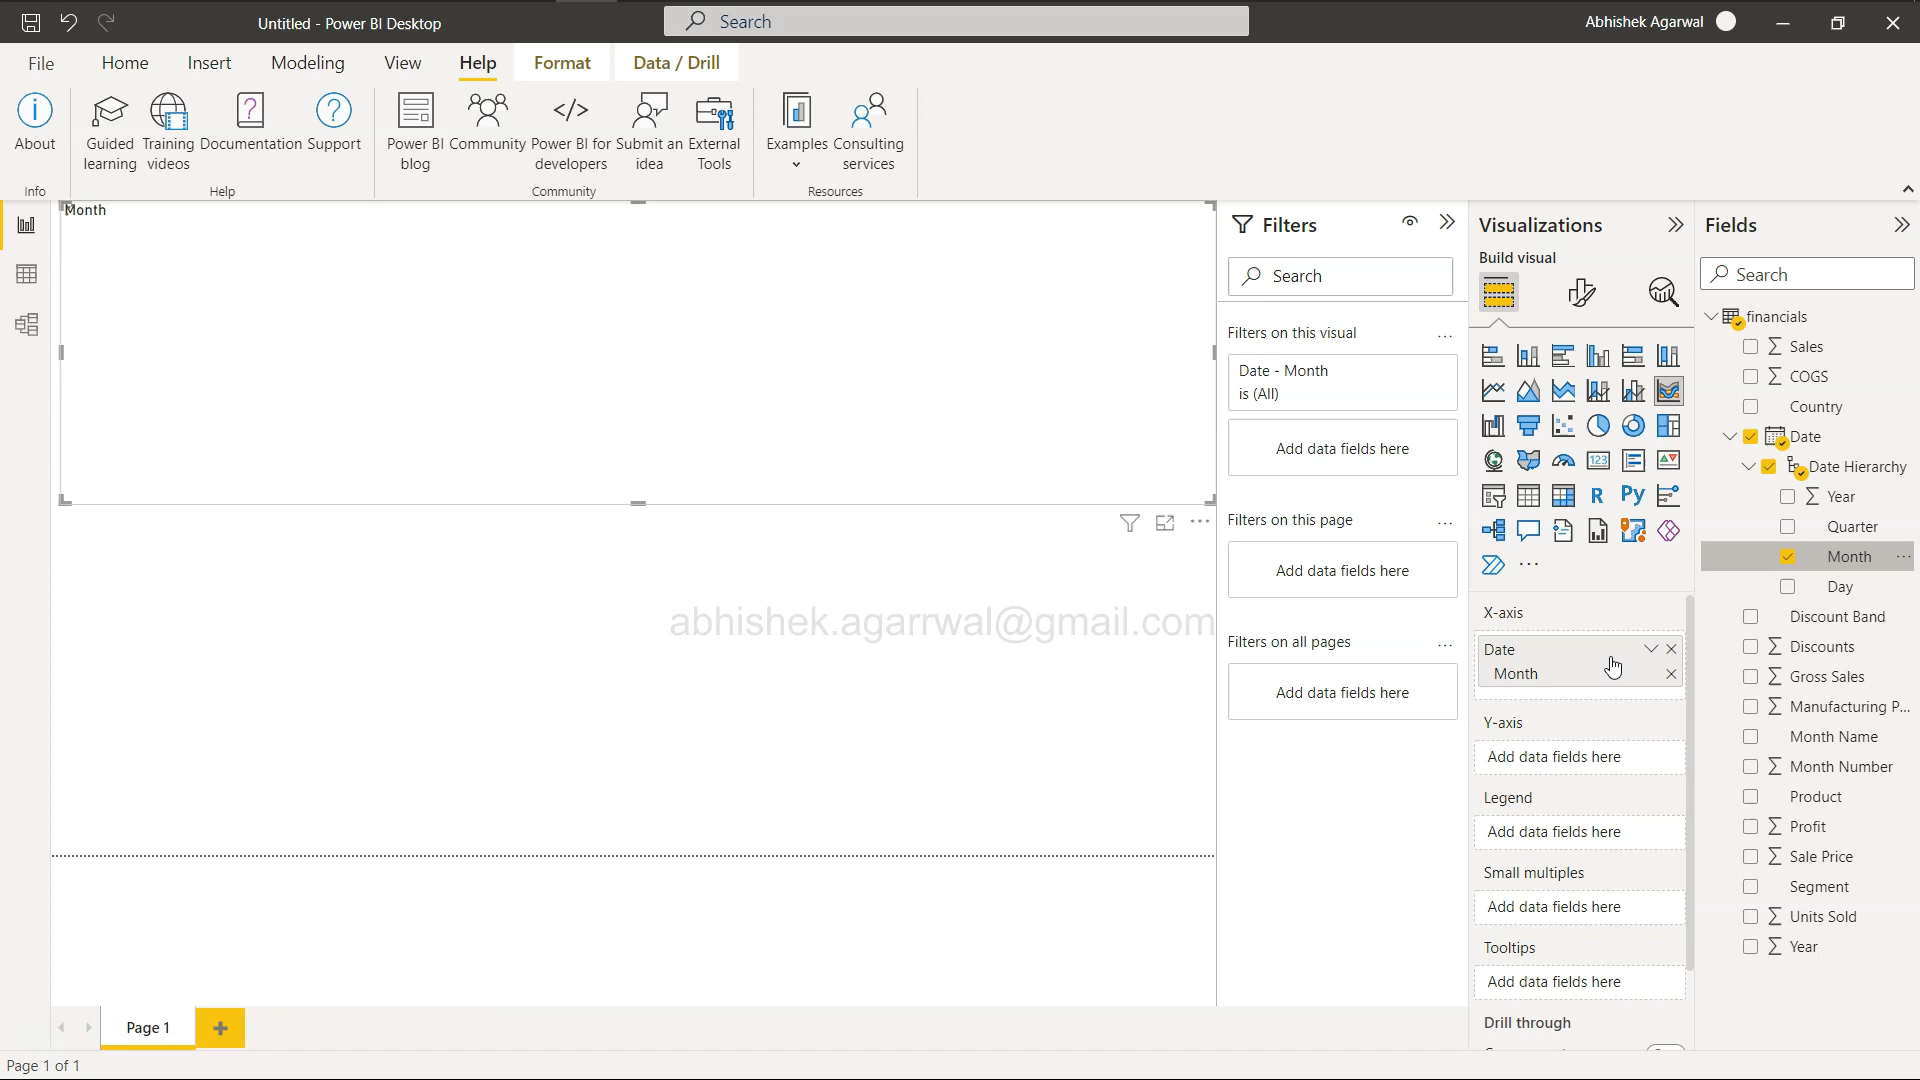 Untitled - Power BI Desktop
Search
Abhishek Agarwal
File
Home
Insert
Modeling
View
Help
Format
Data / Drill
About
Guided
learning
Training
videos
Documentation
Support
Power BI
blog
Community
Power BI for
developers
Submit an
idea
External
Tools
Examples
Consulting
services
Info
Help
Community
Resources
Month
abhishek.agarrwal@gmail.com
Page 1
Page 1 of 1
Filters
Search
Filters on this visual
...
Date - Month
is (All)
Add data fields here
Filters on this page
...
Add data fields here
Filters on all pages
...
Add data fields here
Visualizations
Build visual
123
R
Py
...
X-axis
Date
Month
Y-axis
Add data fields here
Legend
Add data fields here
Small multiples
Add data fields here
Tooltips
Add data fields here
Drill through
Fields
Search
financials
Σ Sales
Σ COGS
Country
Date
Date Hierarchy
Σ Year
Quarter
Month ...
Day
Discount Band
Σ Discounts
Σ Gross Sales
Σ Manufacturing P...
Month Name
Σ Month Number
Product
Σ Profit
Σ Sale Price
Segment
Σ Units Sold
Σ Year